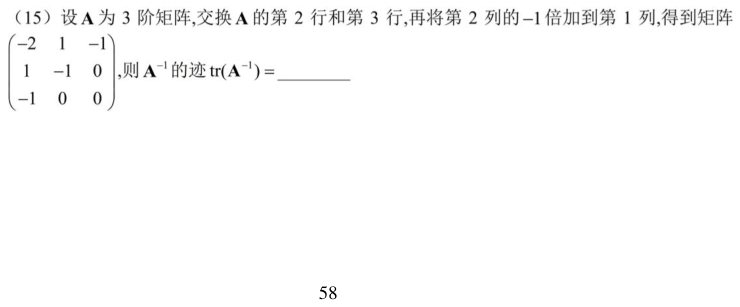 （15）设 A 为 3 阶矩阵,交换 A 的第 2 行和第 3 行,再将第 2 列的 –1 倍加到第 1 列,得到矩阵
–2 1 –1
1 –1 0 ,则 A⁻¹ 的迹 tr(A⁻¹) = ________
–1 0 0
58